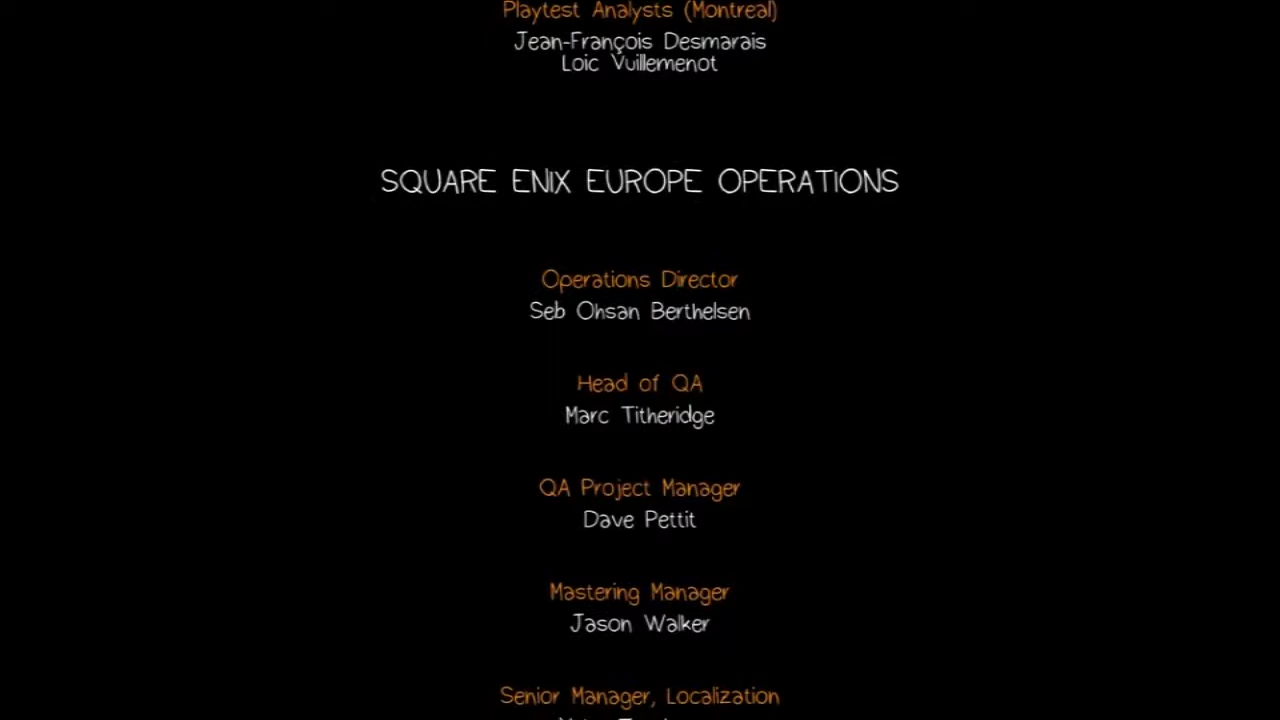 Playtest Analysts (Montreal)
Jean-François Desmarais
Loic Vuillemenot
SQUARE ENIX EUROPE OPERATIONS
Operations Director
Seb Ohsan Berthelsen
Head of QA
Marc Titheridge
QA Project Manager
Dave Pettit
Mastering Manager
Jason Walker
Senior Manager, Localization